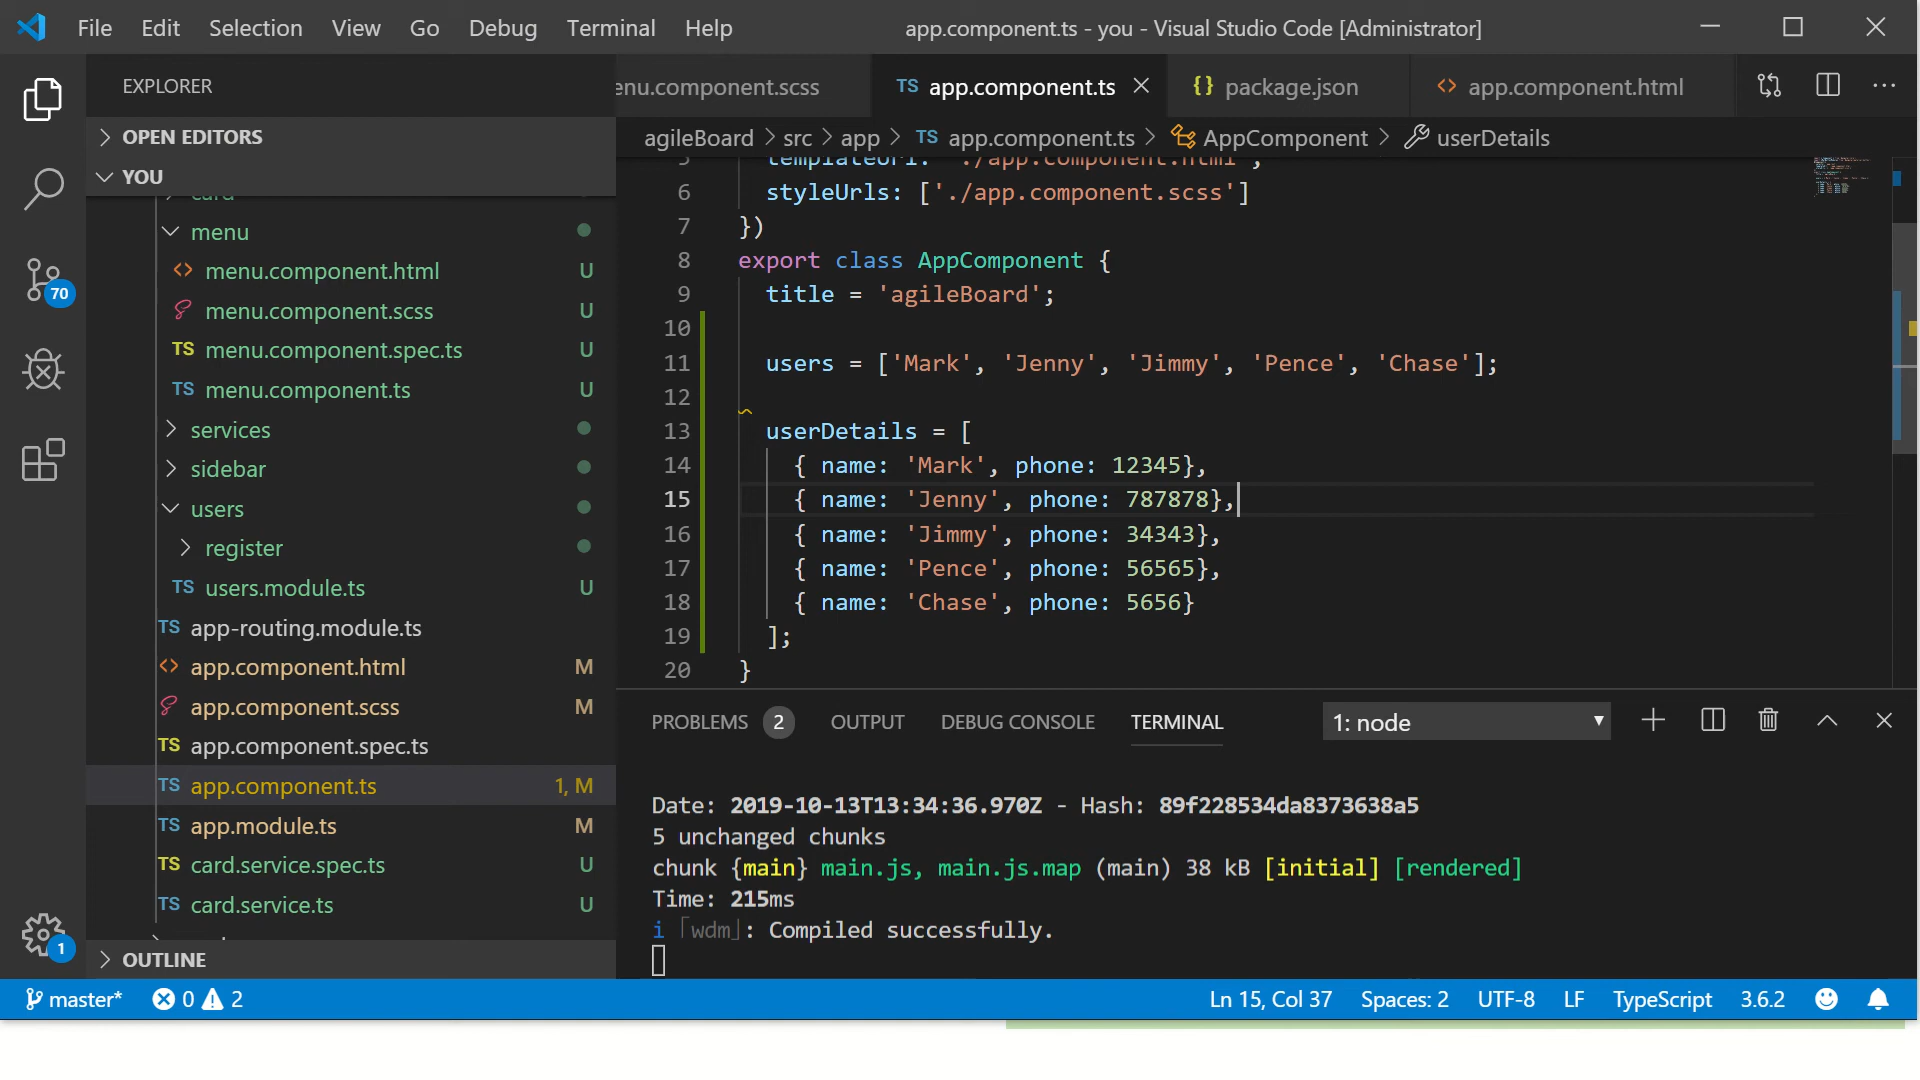 File Edit Selection View Go Debug Terminal Help
app.component.ts - you - Visual Studio Code [Administrator]
EXPLORER
enu.component.scss
TS app.component.ts
{} package.json
<> app.component.html
OPEN EDITORS
agileBoard > src > app > TS app.component.ts > AppComponent > userDetails
YOU
card
menu
<> menu.component.html U
menu.component.scss U
TS menu.component.spec.ts U
TS menu.component.ts U
services
sidebar
users
register
TS users.module.ts U
TS app-routing.module.ts
<> app.component.html M
app.component.scss M
TS app.component.spec.ts
TS app.component.ts 1, M
TS app.module.ts M
TS card.service.spec.ts U
TS card.service.ts U
OUTLINE
70
1
5 templateUrl: './app.component.html',
6 styleUrls: ['./app.component.scss']
7 })
8 export class AppComponent {
9 title = 'agileBoard';
10
11 users = ['Mark', 'Jenny', 'Jimmy', 'Pence', 'Chase'];
12
13 userDetails = [
14 { name: 'Mark', phone: 12345},
15 { name: 'Jenny', phone: 787878},
16 { name: 'Jimmy', phone: 34343},
17 { name: 'Pence', phone: 56565},
18 { name: 'Chase', phone: 5656}
19 ];
20 }
PROBLEMS 2 OUTPUT DEBUG CONSOLE TERMINAL 1: node
Date: 2019-10-13T13:34:36.970Z - Hash: 89f228534da8373638a5
5 unchanged chunks
chunk {main} main.js, main.js.map (main) 38 kB [initial] [rendered]
Time: 215ms
i ｢wdm｣: Compiled successfully.
master* 0 2 Ln 15, Col 37 Spaces: 2 UTF-8 LF TypeScript 3.6.2